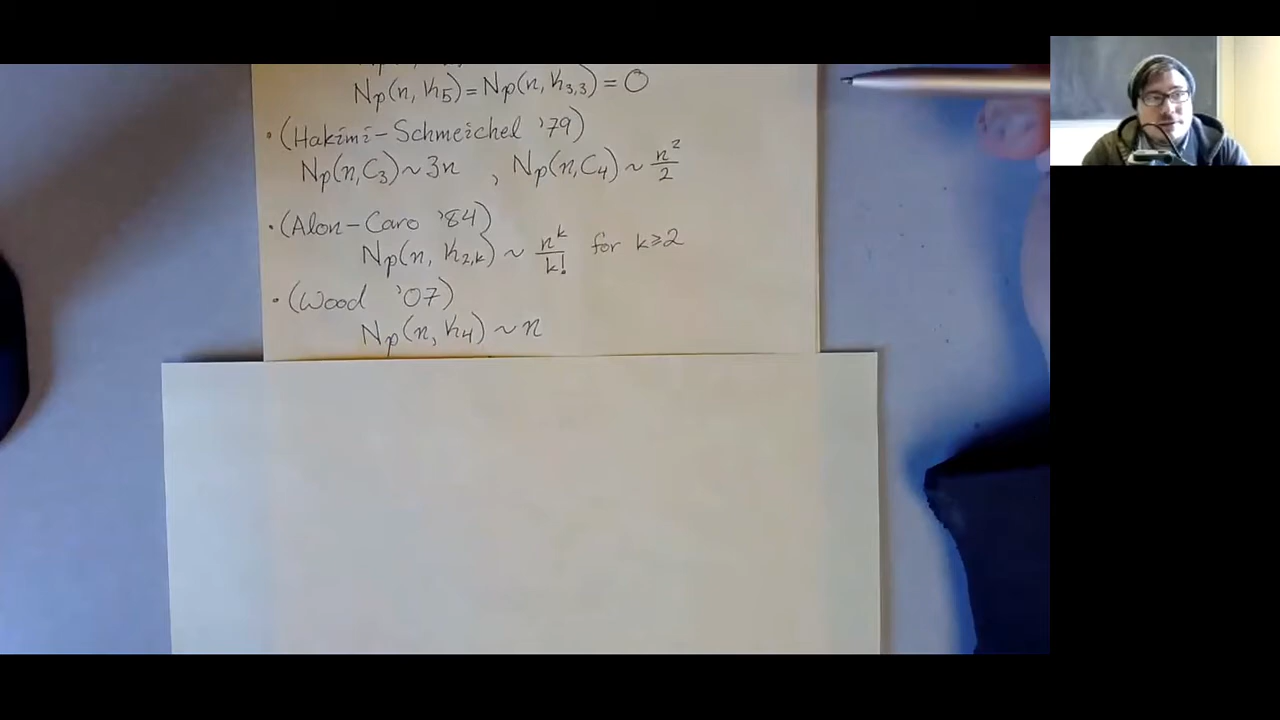 Np(n, K5) = Np(n, K3,3) = 0
• (Hakimi-Schmeichel '79)
Np(n, C3) ~ 3n , Np(n, C4) ~ n²/2
• (Alon-Caro '84)
Np(n, K2,k) ~ n^k/k! for k≥2
• (Wood '07)
Np(n, K4) ~ n